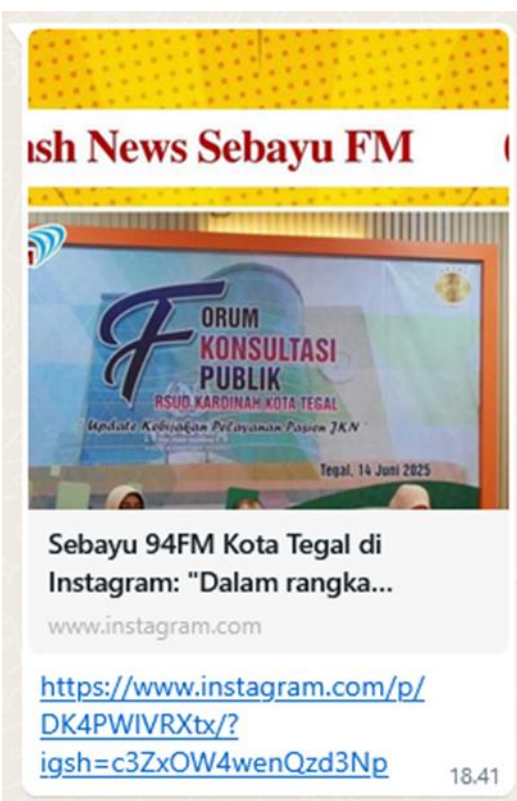 ash News Sebayu FM
FORUM
KONSULTASI
PUBLIK
RSUD KARDINAH KOTA TEGAL
"Update Kebijakan Pelayanan Pasien JKN"
Tegal, 14 Juni 2025
Sebayu 94FM Kota Tegal di
Instagram: "Dalam rangka...
www.instagram.com
https://www.instagram.com/p/
DK4PWIVRXtx/?
igsh=c3ZxOW4wenQzd3Np
18.41